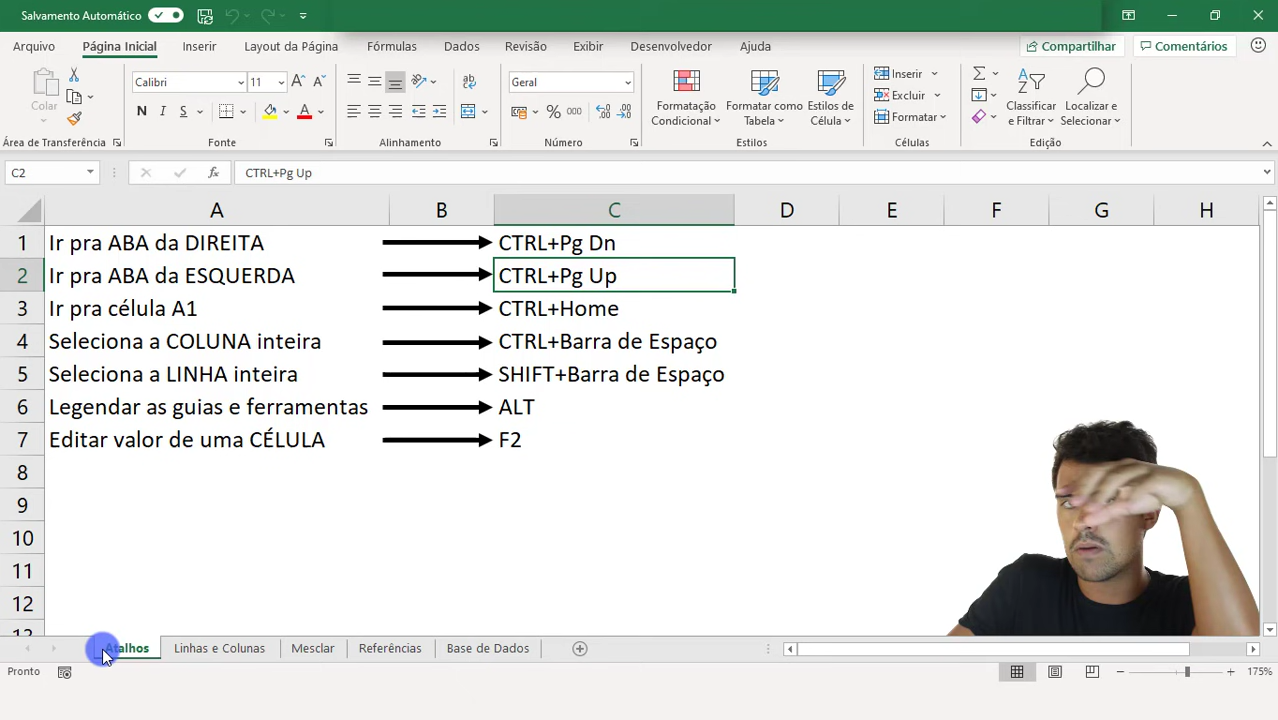 Salvamento Automático
Arquivo Página Inicial Inserir Layout da Página Fórmulas Dados Revisão Exibir Desenvolvedor Ajuda Compartilhar Comentários
Colar Calibri 11 Geral Formatação Condicional Formatar como Tabela Estilos de Célula Inserir Excluir Formatar Classificar e Filtrar Localizar e Selecionar
N I S A A A % 000
Área de Transferência Fonte Alinhamento Número Estilos Células Edição
C2 fx CTRL+Pg Up
A B C D E F G H
1 Ir pra ABA da DIREITA CTRL+Pg Dn
2 Ir pra ABA da ESQUERDA CTRL+Pg Up
3 Ir pra célula A1 CTRL+Home
4 Seleciona a COLUNA inteira CTRL+Barra de Espaço
5 Seleciona a LINHA inteira SHIFT+Barra de Espaço
6 Legendar as guias e ferramentas ALT
7 Editar valor de uma CÉLULA F2
8
9
10
11
12
13
Atalhos Linhas e Colunas Mesclar Referências Base de Dados
Pronto 175%